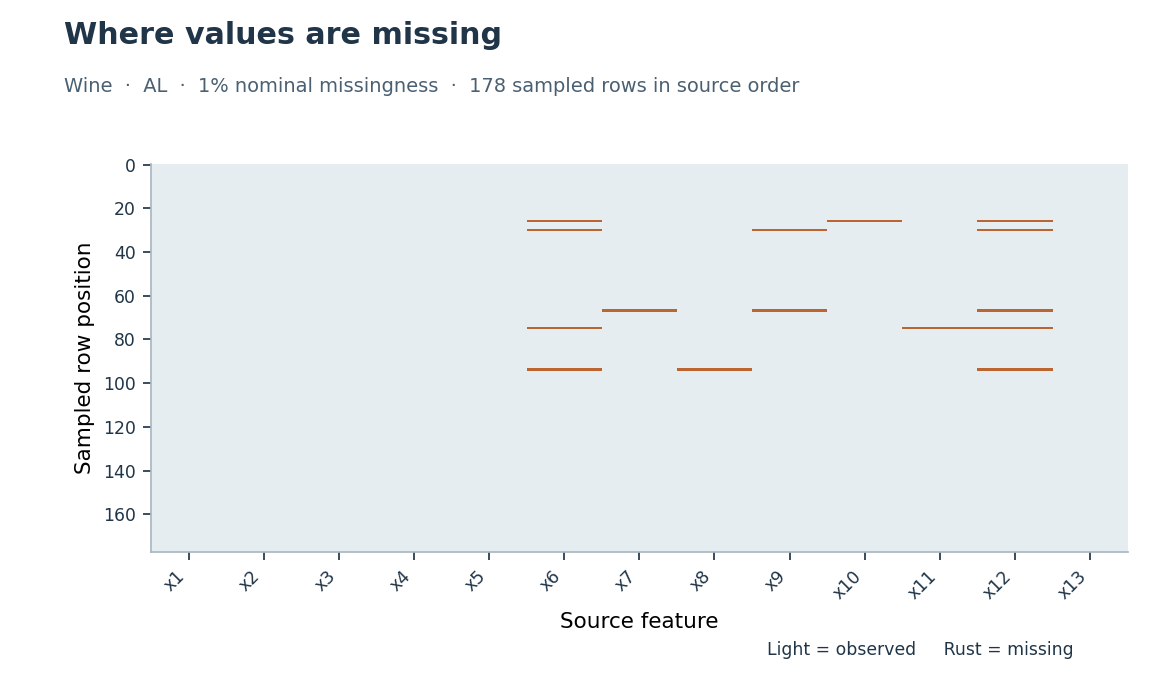 Where values are missing
Wine · AL · 1% nominal missingness · 178 sampled rows in source order
0
20
40
60
80
100
120
140
160
Sampled row position
x1 x2 x3 x4 x5 x6 x7 x8 x9 x10 x11 x12 x13
Source feature
Light = observed Rust = missing